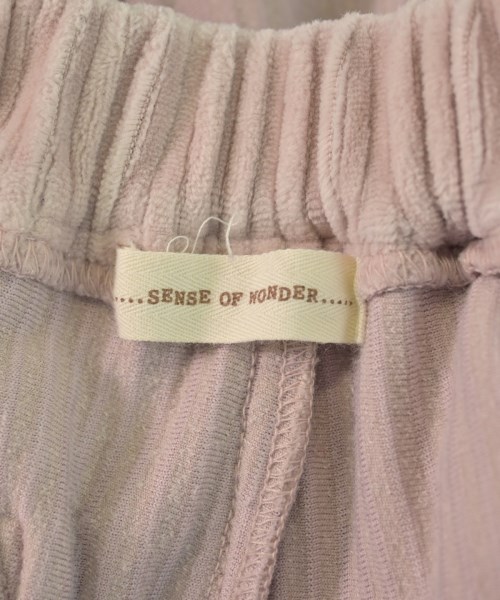 ....SENSE OF WONDER.....